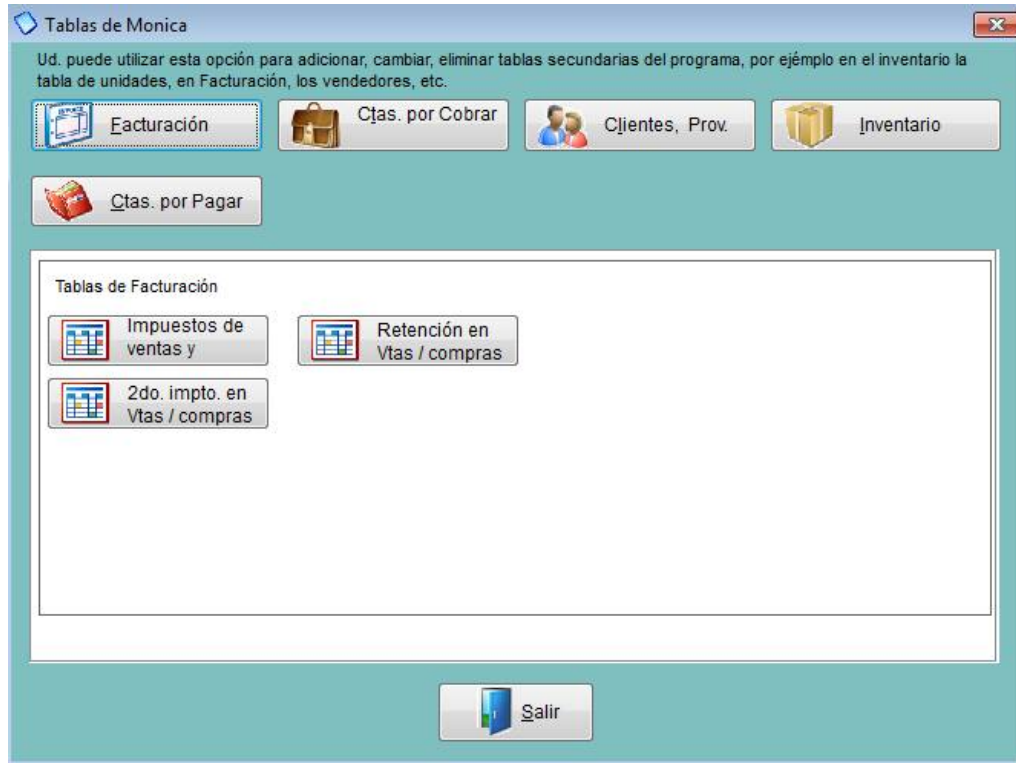 Tablas de Monica
Ud. puede utilizar esta opción para adicionar, cambiar, eliminar tablas secundarias del programa, por ejémplo en el inventario la
tabla de unidades, en Facturación, los vendedores, etc.
Facturación
Ctas. por Cobrar
Clientes, Prov.
Inventario
Ctas. por Pagar
Tablas de Facturación
Impuestos de
ventas y
Retención en
Vtas / compras
2do. impto. en
Vtas / compras
Salir